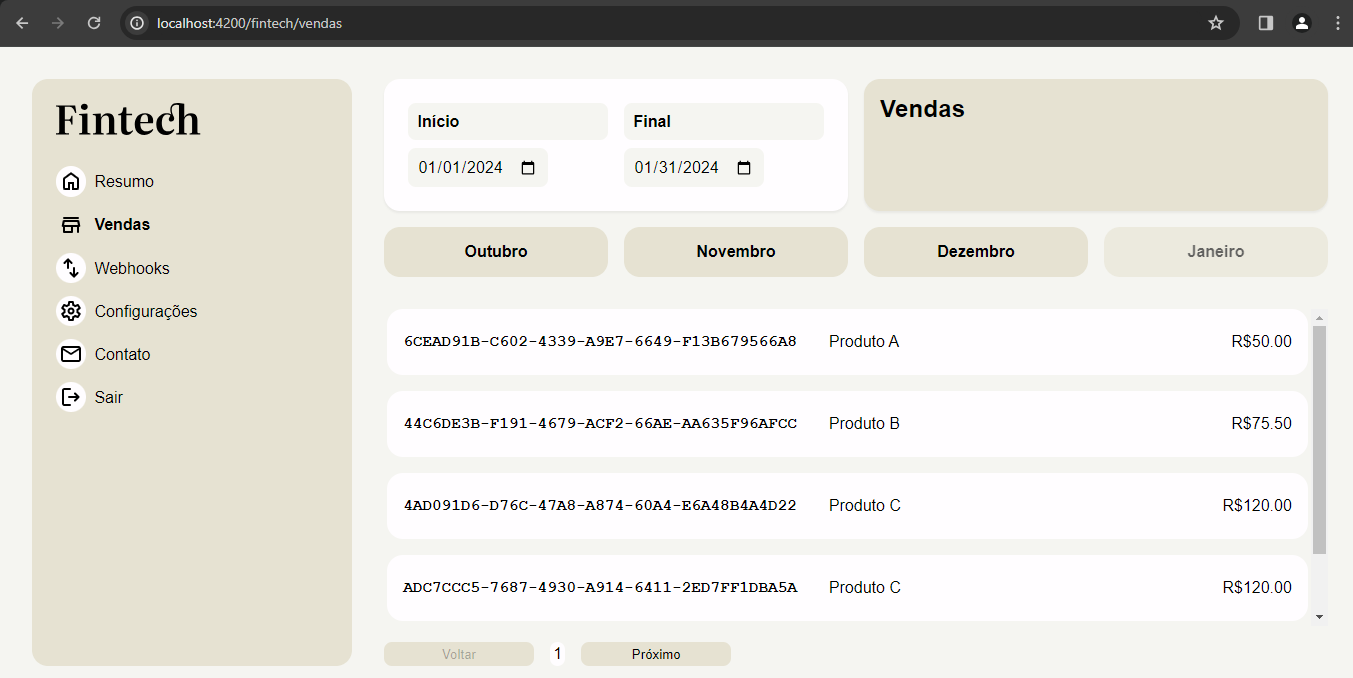 localhost:4200/fintech/vendas
Fintech
Resumo
Vendas
Webhooks
Configurações
Contato
Sair
Início
Final
01/01/2024
01/31/2024
Vendas
Outubro
Novembro
Dezembro
Janeiro
6CEAD91B-C602-4339-A9E7-6649-F13B679566A8 Produto A R$50.00
44C6DE3B-F191-4679-ACF2-66AE-AA635F96AFCC Produto B R$75.50
4AD091D6-D76C-47A8-A874-60A4-E6A48B4A4D22 Produto C R$120.00
ADC7CCC5-7687-4930-A914-6411-2ED7FF1DBA5A Produto C R$120.00
Voltar 1 Próximo